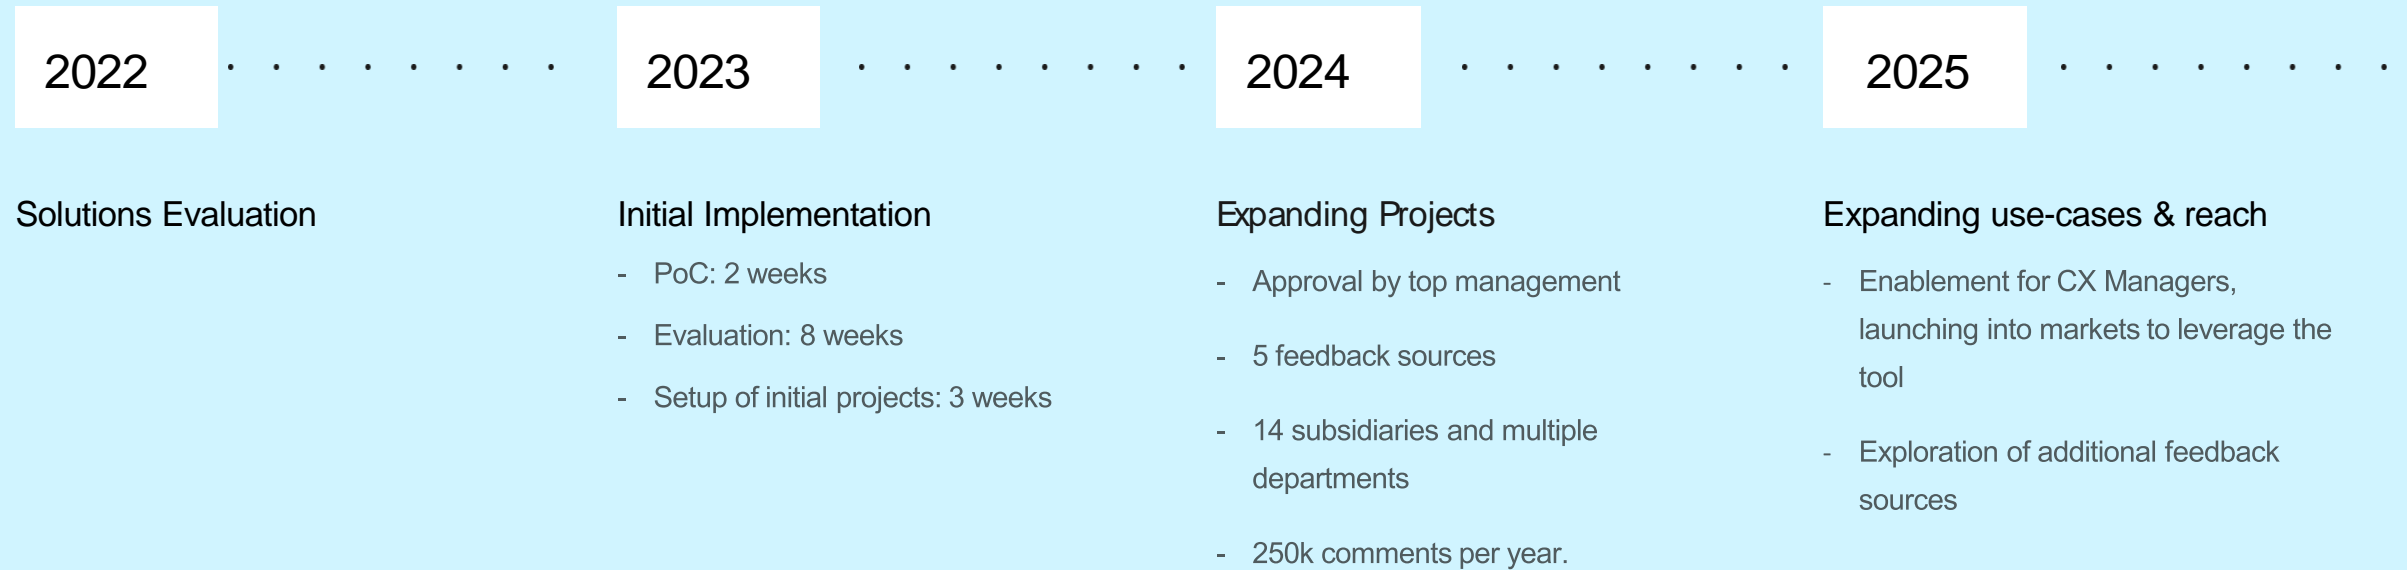 2022
Solutions Evaluation
2023
Initial Implementation
- PoC: 2 weeks
- Evaluation: 8 weeks
- Setup of initial projects: 3 weeks
2024
Expanding Projects
- Approval by top management
- 5 feedback sources
- 14 subsidiaries and multiple
departments
- 250k comments per year.
2025
Expanding use-cases & reach
- Enablement for CX Managers,
launching into markets to leverage the
tool
- Exploration of additional feedback
sources